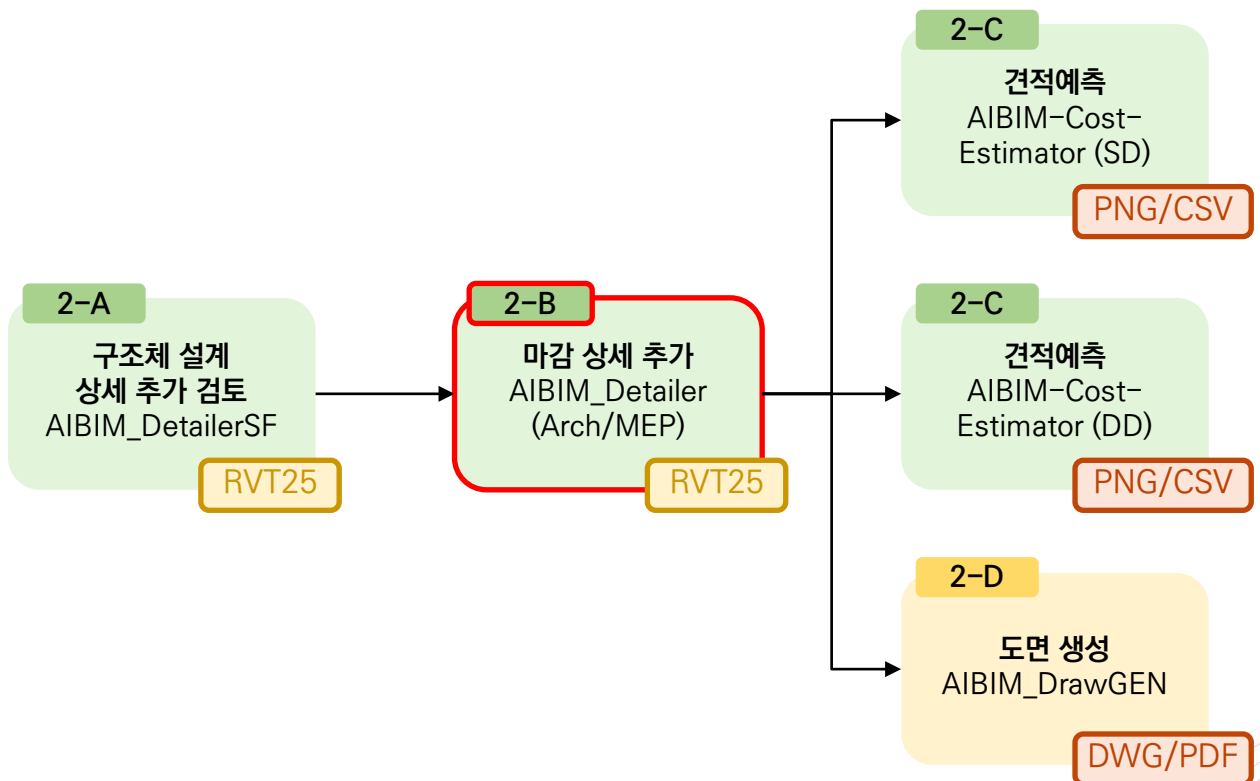 2-A
구조체 설계
상세 추가 검토
AIBIM_DetailerSF
RVT25
2-B
마감 상세 추가
AIBIM_Detailer
(Arch/MEP)
RVT25
2-C
견적예측
AIBIM-Cost-
Estimator (SD)
PNG/CSV
2-C
견적예측
AIBIM-Cost-
Estimator (DD)
PNG/CSV
2-D
도면 생성
AIBIM_DrawGEN
DWG/PDF